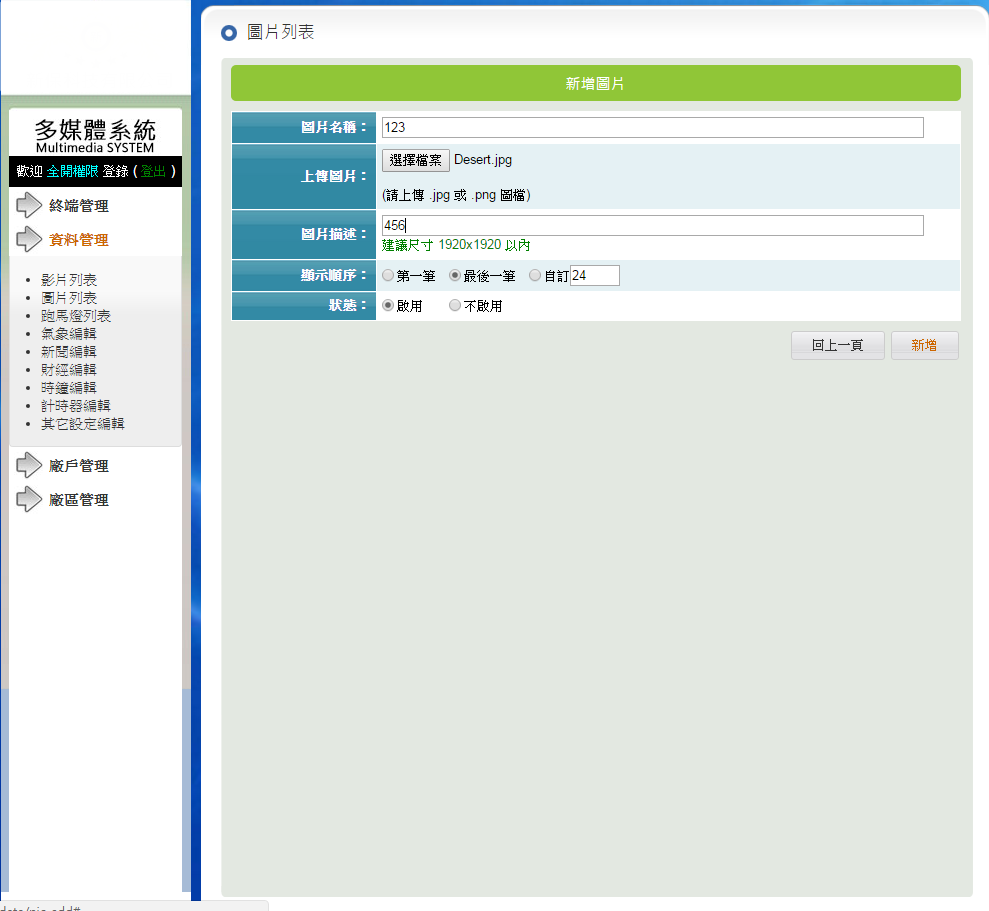 多媒體系統
Multimedia SYSTEM
歡迎 全開權限 登錄 ( 登出 )
終端管理
資料管理
影片列表
圖片列表
跑馬燈列表
氣象編輯
新聞編輯
財經編輯
時鐘編輯
計時器編輯
其它設定編輯
廠戶管理
廠區管理
圖片列表
新增圖片
圖片名稱： 123
上傳圖片： 選擇檔案 Desert.jpg
(請上傳 .jpg 或 .png 圖檔)
圖片描述： 456
建議尺寸 1920x1920 以內
顯示順序： 第一筆 最後一筆 自訂 24
狀態： 啟用 不啟用
回上一頁 新增